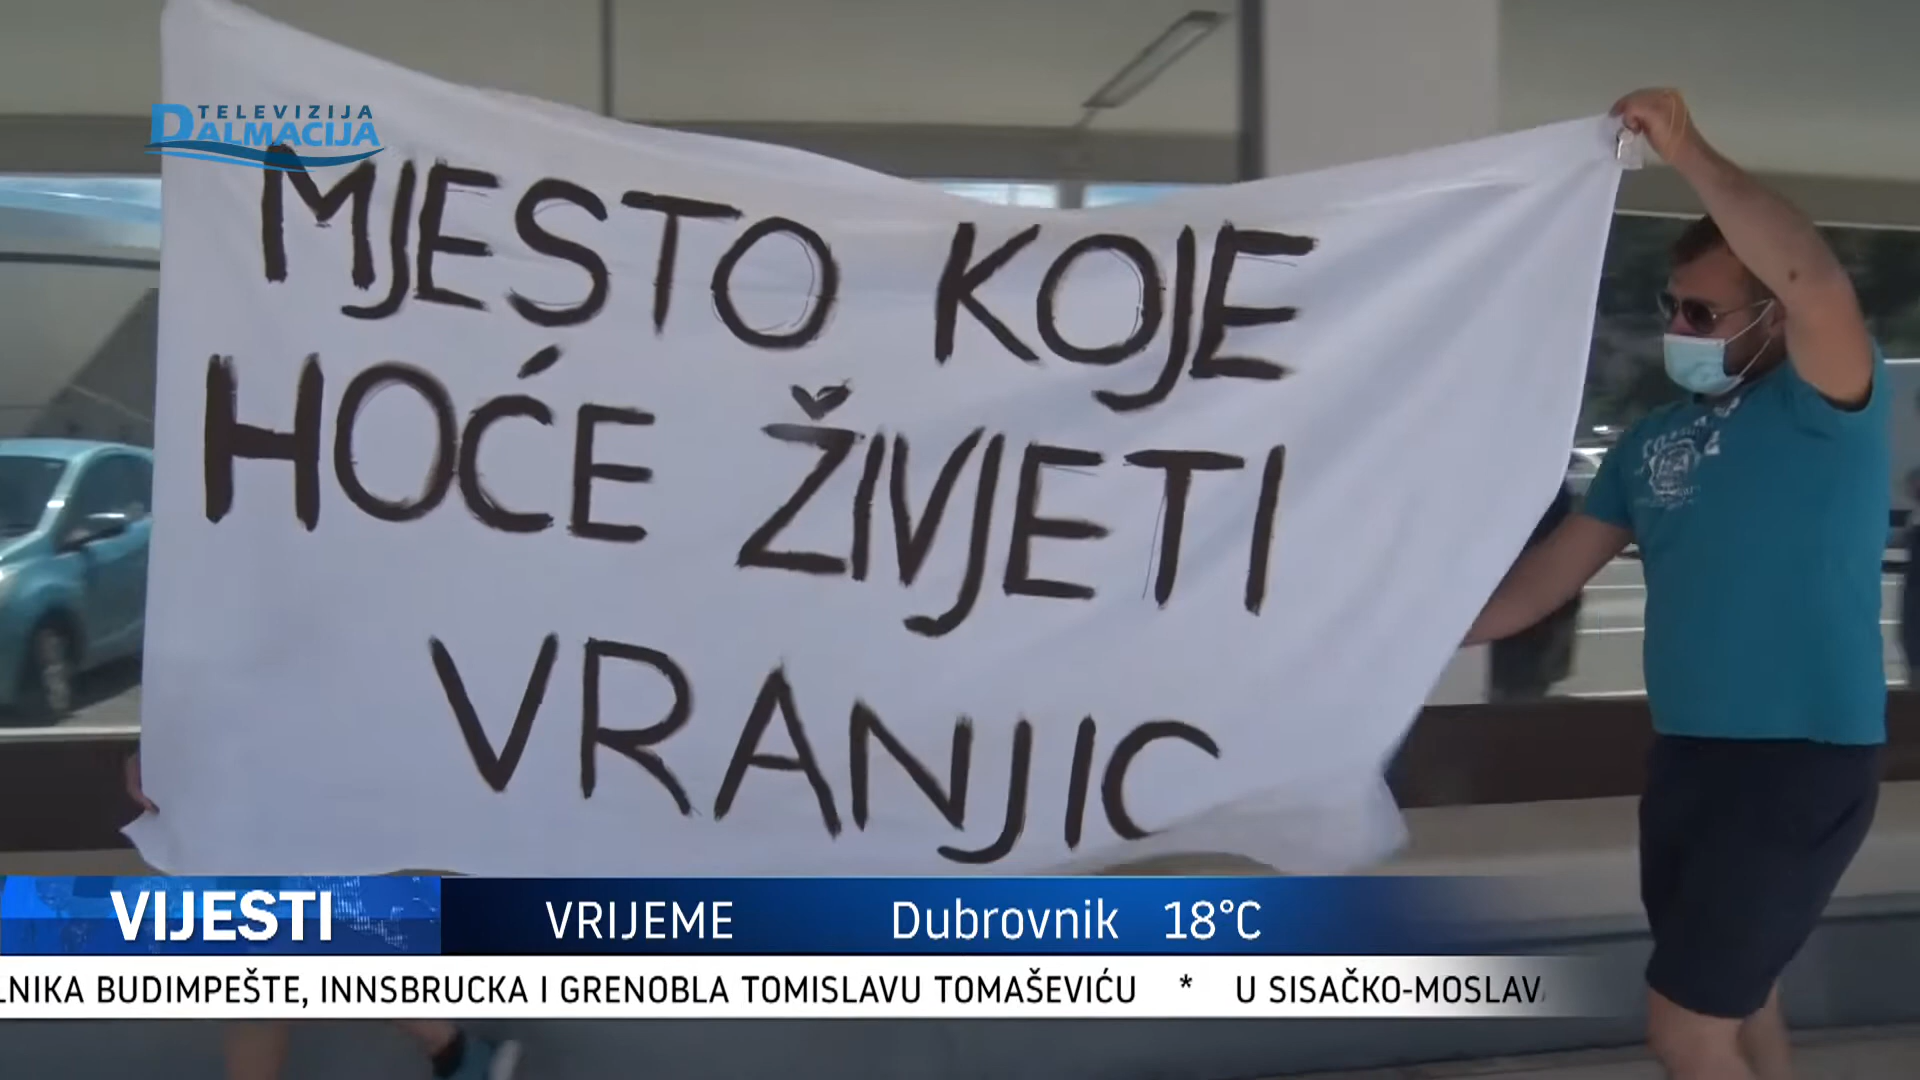 TELEVIZIJA
DALMACIJA
MJESTO KOJE
HOĆE ŽIVJETI
VRANJIC
VIJESTI
VRIJEME Dubrovnik 18°C
LNIKA BUDIMPEŠTE, INNSBRUCKA I GRENOBLA TOMISLAVU TOMAŠEVIĆU * U SISAČKO-MOSLAV